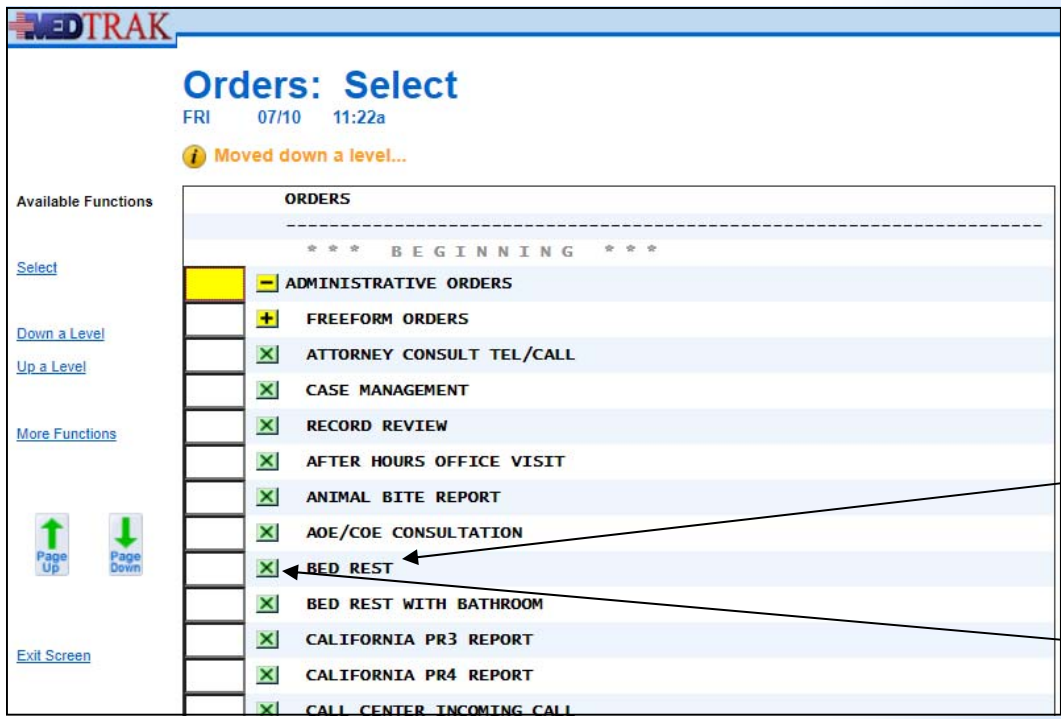 MEDTRAK
Orders: Select
FRI 07/10 11:22a
i Moved down a level...
Available Functions
Select
Down a Level
Up a Level
More Functions
Page Up
Page Down
Exit Screen
ORDERS
* * * BEGINNING * * *
ADMINISTRATIVE ORDERS
FREEFORM ORDERS
ATTORNEY CONSULT TEL/CALL
CASE MANAGEMENT
RECORD REVIEW
AFTER HOURS OFFICE VISIT
ANIMAL BITE REPORT
AOE/COE CONSULTATION
BED REST
BED REST WITH BATHROOM
CALIFORNIA PR3 REPORT
CALIFORNIA PR4 REPORT
CALL CENTER INCOMING CALL